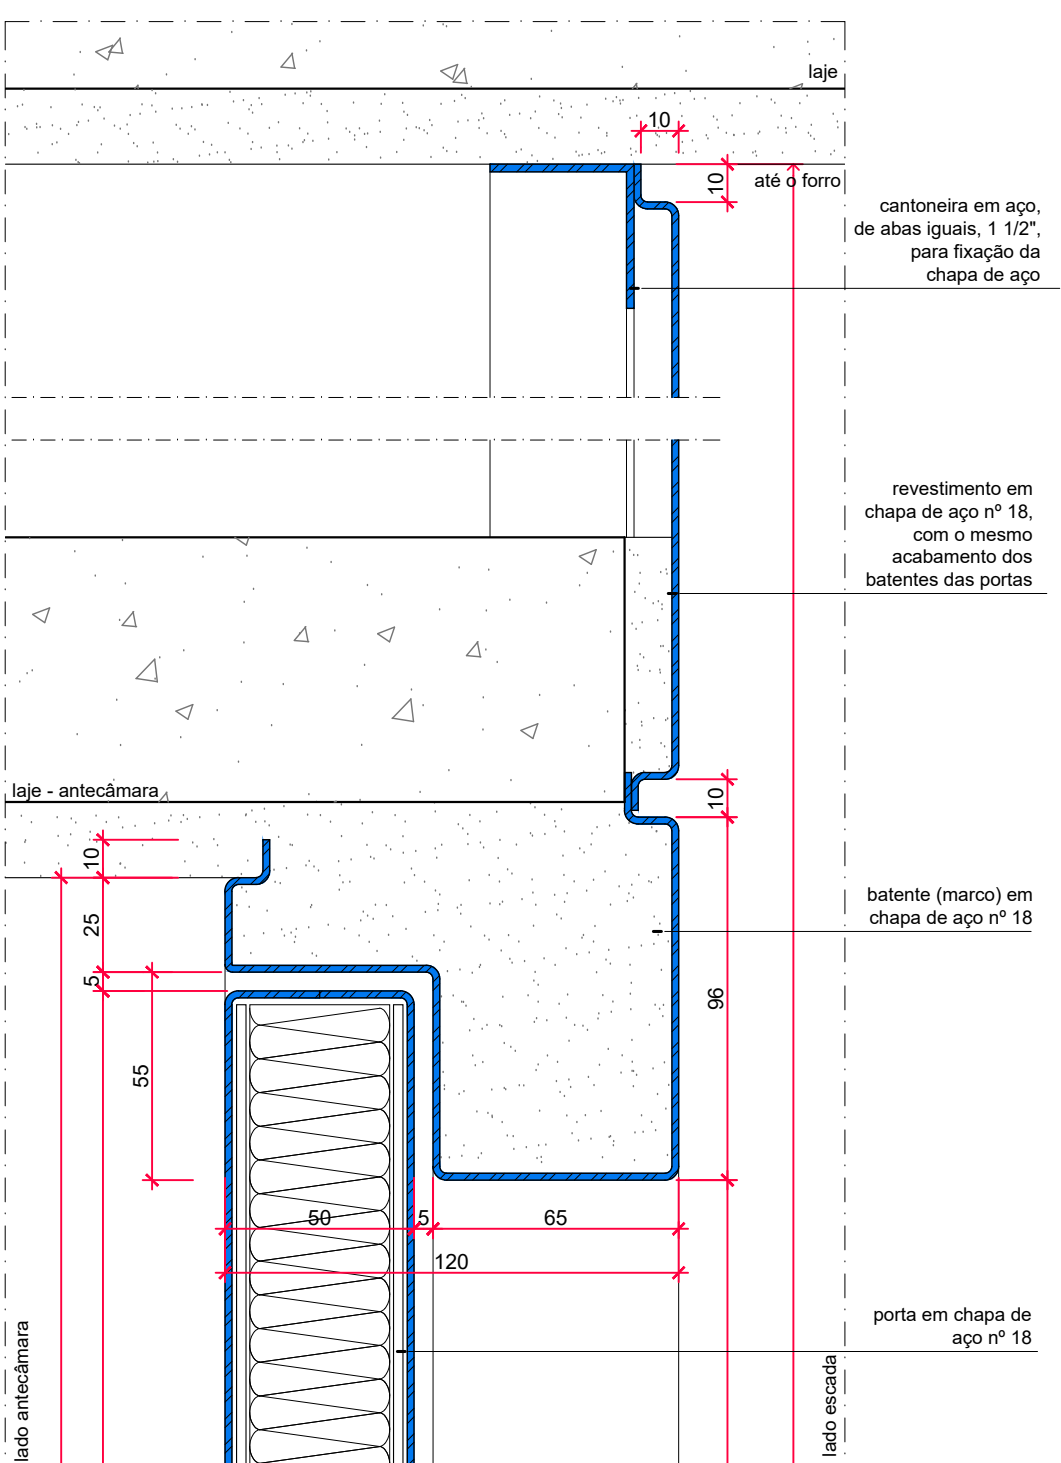 laje
10
10
até o forro
cantoneira em aço,
de abas iguais, 1 1/2",
para fixação da
chapa de aço
revestimento em
chapa de aço nº 18,
com o mesmo
acabamento dos
batentes das portas
laje - antecâmara
10
10
25
5
batente (marco) em
chapa de aço nº 18
96
55
50
5
65
120
porta em chapa de
aço nº 18
lado antecâmara
lado escada